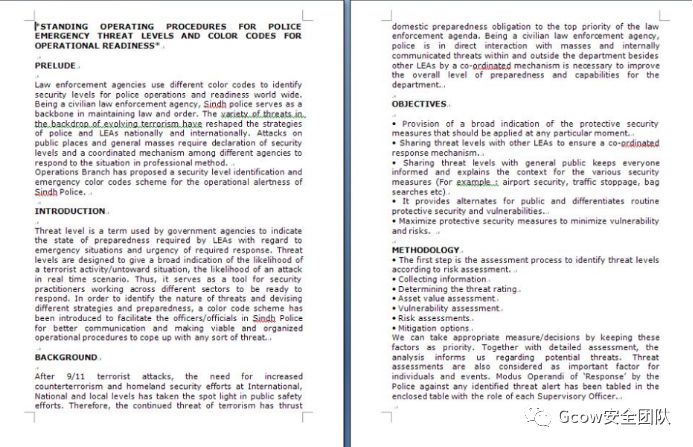 "STANDING OPERATING PROCEDURES FOR POLICE
EMERGENCY THREAT LEVELS AND COLOR CODES FOR
OPERATIONAL READINESS"
PRELUDE
Law enforcement agencies use different color codes to identify
security levels for police operations and readiness world wide.
Being a civilian law enforcement agency, Sindh police serves as a
backbone in maintaining law and order. The variety of threats in
the backdrop of evolving terrorism have reshaped the strategies
of police and LEAs nationally and internationally. Attacks on
public places and general masses require declaration of security
levels and a coordinated mechanism among different agencies to
respond to the situation in professional method.
Operations Branch has proposed a security level identification and
emergency color codes scheme for the operational alertness of
Sindh Police.
INTRODUCTION
Threat level is a term used by government agencies to indicate
the state of preparedness required by LEAs with regard to
emergency situations and urgency of required response. Threat
levels are designed to give a broad indication of the likelihood of
a terrorist activity/untoward situation, the likelihood of an attack
in real time scenario. Thus, it serves as a tool for security
practitioners working across different sectors to be ready to
respond. In order to identify the nature of threats and devising
different strategies and preparedness, a color code scheme has
been introduced to facilitate the officers/officials in Sindh Police
for better communication and making viable and organized
operational procedures to cope up with any sort of threat.
BACKGROUND
After 9/11 terrorist attacks, the need for increased
counterterrorism and homeland security efforts at International,
National and local levels has taken the spot light in public safety
efforts. Therefore, the continued threat of terrorism has thrust
domestic preparedness obligation to the top priority of the law
enforcement agenda. Being a civilian law enforcement agency,
police is in direct interaction with masses and internally
communicated threats within and outside the department besides
other LEAs by a co-ordinated mechanism is necessary to improve
the overall level of preparedness and capabilities for the
department.
OBJECTIVES
• Provision of a broad indication of the protective security
measures that should be applied at any particular moment.
• Sharing threat levels with other LEAs to ensure a co-ordinated
response mechanism.
• Sharing threat levels with general public keeps everyone
informed and explains the context for the various security
measures (For example : airport security, traffic stoppage, bag
searches etc)
• It provides alternates for public and differentiates routine
protective security and vulnerabilities.
• Maximize protective security measures to minimize vulnerability
and risks.
METHODOLOGY
• The first step is the assessment process to identify threat levels
according to risk assessment.
• Collecting information
• Determining the threat rating
• Asset value assessment
• Vulnerability assessment
• Risk assessments
• Mitigation options.
We can take appropriate measure/decisions by keeping these
factors as priority. Together with detailed assessment, the
analysis informs us regarding potential threats. Threat
assessments are also considered as important factor for
individuals and events. Modus Operandi of 'Response' by the
Police against any identified threat alert has been tabled in the
enclosed table with the role of each Supervisory Officer.
Gcow安全团队